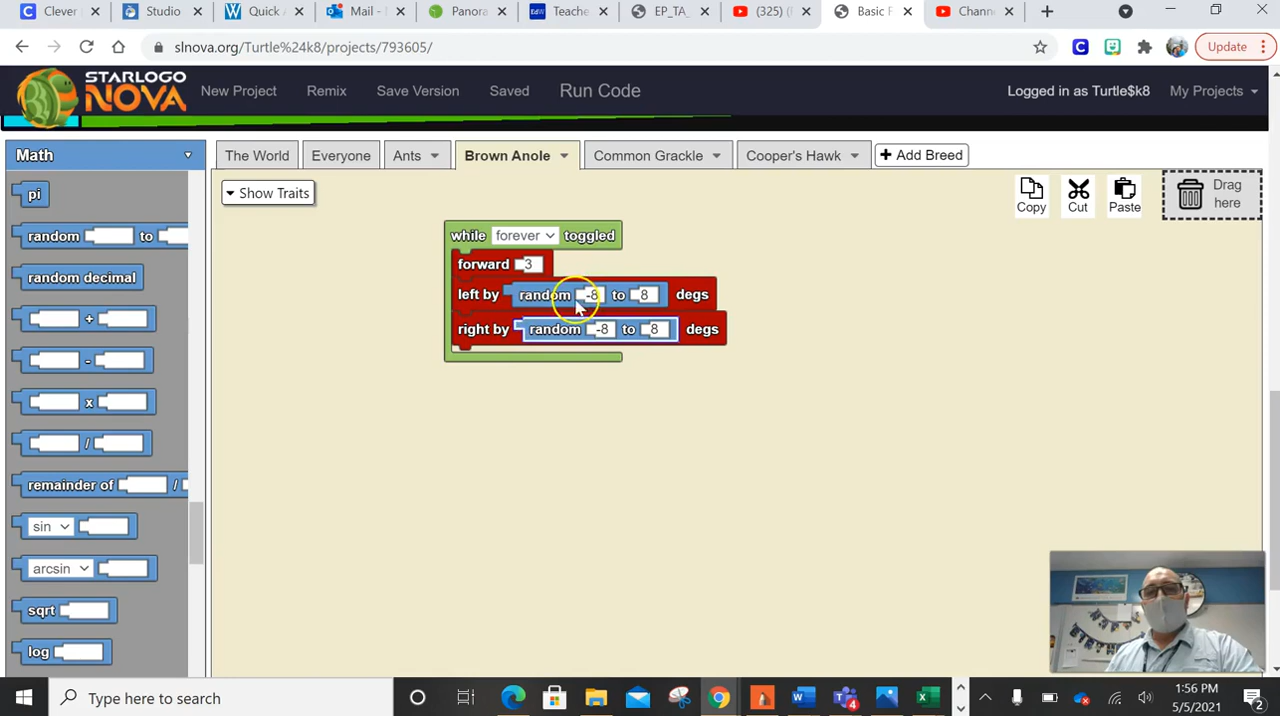 Clever
Studio
Quick
Mail -
Panora
Teache
EP_TA_
(325) (
Basic F
Chann
slnova.org/Turtle%24k8/projects/793605/
Update
STARLOGO
NOVA
New Project
Remix
Save Version
Saved
Run Code
Logged in as Turtle$k8
My Projects
Math
The World
Everyone
Ants
Brown Anole
Common Grackle
Cooper's Hawk
+ Add Breed
Show Traits
Copy
Cut
Paste
Drag
here
pi
random to
random decimal
+
-
x
/
remainder of /
sin
arcsin
sqrt
log
while forever toggled
forward 3
left by random -8 to 8 degs
right by random -8 to 8 degs
Type here to search
4
1:56 PM
5/5/2021
2